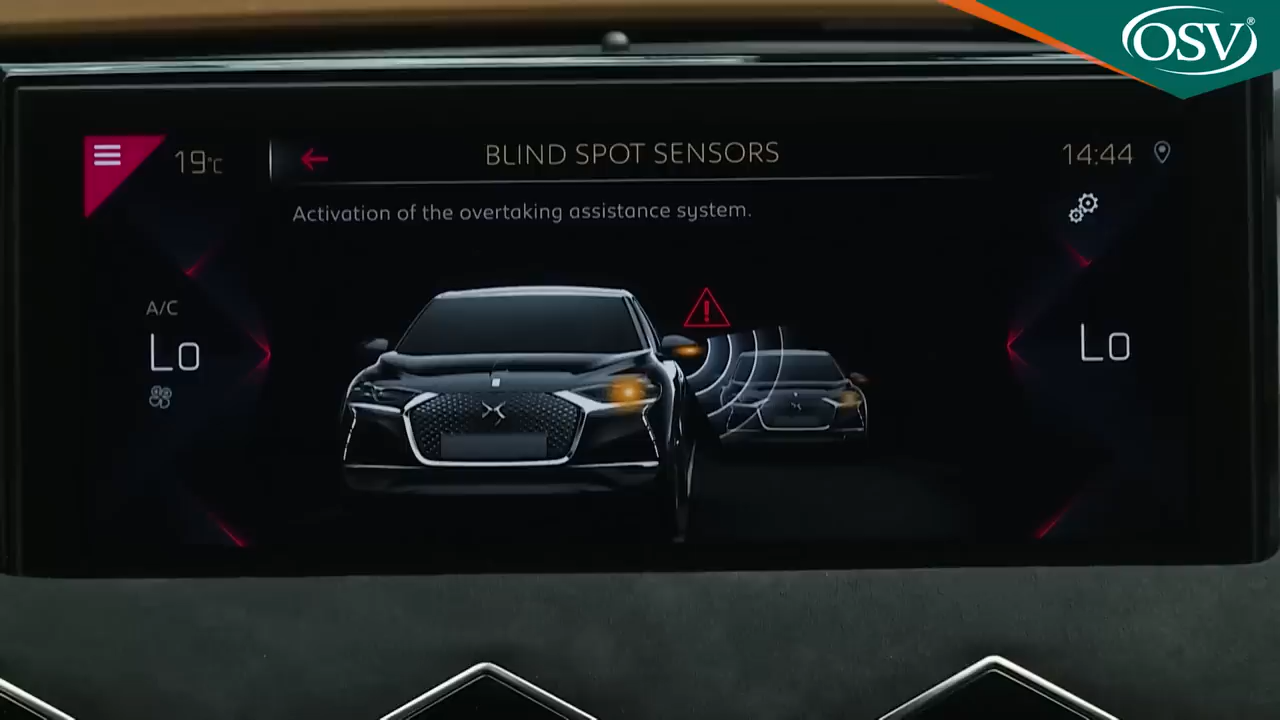 OSV®
19°C
BLIND SPOT SENSORS
14:44
Activation of the overtaking assistance system.
A/C
Lo
Lo